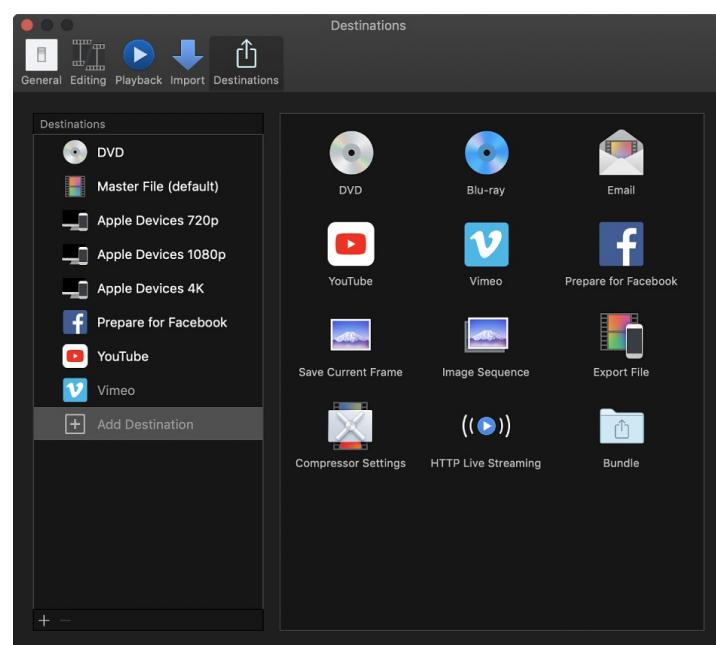 Destinations
General Editing Playback Import Destinations
Destinations
DVD
Master File (default)
Apple Devices 720p
Apple Devices 1080p
Apple Devices 4K
Prepare for Facebook
YouTube
Vimeo
Add Destination
DVD Blu-ray Email
YouTube Vimeo Prepare for Facebook
Save Current Frame Image Sequence Export File
Compressor Settings HTTP Live Streaming Bundle